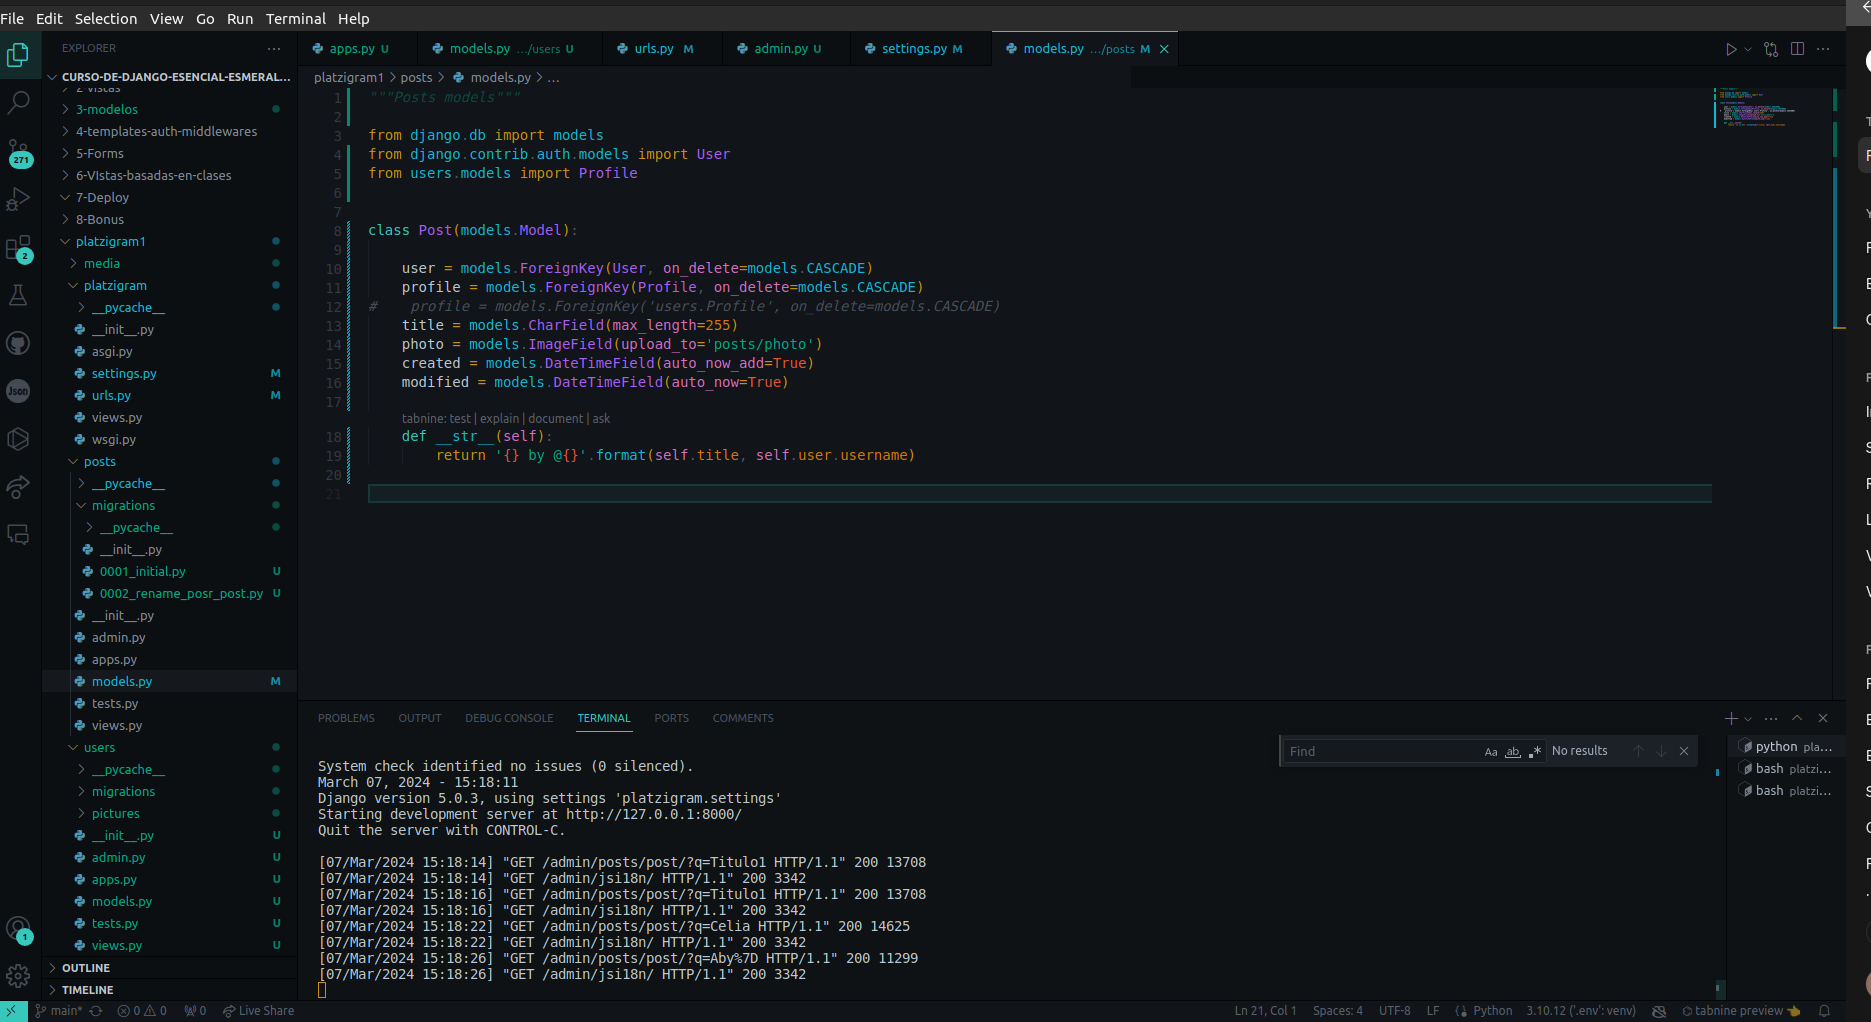 File Edit Selection View Go Run Terminal Help
EXPLORER
CURSO-DE-DJANGO-ESENCIAL-ESMERAL...
2-vistas
3-modelos
4-templates-auth-middlewares
5-Forms
6-VIstas-basadas-en-clases
7-Deploy
8-Bonus
platzigram1
media
platzigram
__pycache__
__init__.py
asgi.py
settings.py M
urls.py M
views.py
wsgi.py
posts
__pycache__
migrations
__pycache__
__init__.py
0001_initial.py U
0002_rename_posr_post.py U
__init__.py
admin.py
apps.py
models.py M
tests.py
views.py
users
__pycache__
migrations
pictures
__init__.py U
admin.py U
apps.py U
models.py U
tests.py U
views.py U
OUTLINE
TIMELINE
271
2
Json
1
apps.py U models.py .../users U urls.py M admin.py U settings.py M models.py .../posts M
platzigram1 > posts > models.py > ...
1 """Posts models"""
2
3 from django.db import models
4 from django.contrib.auth.models import User
5 from users.models import Profile
6
7
8 class Post(models.Model):
9
10 user = models.ForeignKey(User, on_delete=models.CASCADE)
11 profile = models.ForeignKey(Profile, on_delete=models.CASCADE)
12 # profile = models.ForeignKey('users.Profile', on_delete=models.CASCADE)
13 title = models.CharField(max_length=255)
14 photo = models.ImageField(upload_to='posts/photo')
15 created = models.DateTimeField(auto_now_add=True)
16 modified = models.DateTimeField(auto_now=True)
17
tabnine: test | explain | document | ask
18 def __str__(self):
19 return '{} by @{}'.format(self.title, self.user.username)
20
21
PROBLEMS OUTPUT DEBUG CONSOLE TERMINAL PORTS COMMENTS
Find Aa ab .* No results
python pla...
bash platzi...
bash platzi...
System check identified no issues (0 silenced).
March 07, 2024 - 15:18:11
Django version 5.0.3, using settings 'platzigram.settings'
Starting development server at http://127.0.0.1:8000/
Quit the server with CONTROL-C.
[07/Mar/2024 15:18:14] "GET /admin/posts/post/?q=Titulo1 HTTP/1.1" 200 13708
[07/Mar/2024 15:18:14] "GET /admin/jsi18n/ HTTP/1.1" 200 3342
[07/Mar/2024 15:18:16] "GET /admin/posts/post/?q=Titulo1 HTTP/1.1" 200 13708
[07/Mar/2024 15:18:16] "GET /admin/jsi18n/ HTTP/1.1" 200 3342
[07/Mar/2024 15:18:22] "GET /admin/posts/post/?q=Celia HTTP/1.1" 200 14625
[07/Mar/2024 15:18:22] "GET /admin/jsi18n/ HTTP/1.1" 200 3342
[07/Mar/2024 15:18:26] "GET /admin/posts/post/?q=Aby%7D HTTP/1.1" 200 11299
[07/Mar/2024 15:18:26] "GET /admin/jsi18n/ HTTP/1.1" 200 3342
main* 0 0 0 Live Share Ln 21, Col 1 Spaces: 4 UTF-8 LF Python 3.10.12 ('.env': venv) tabnine preview